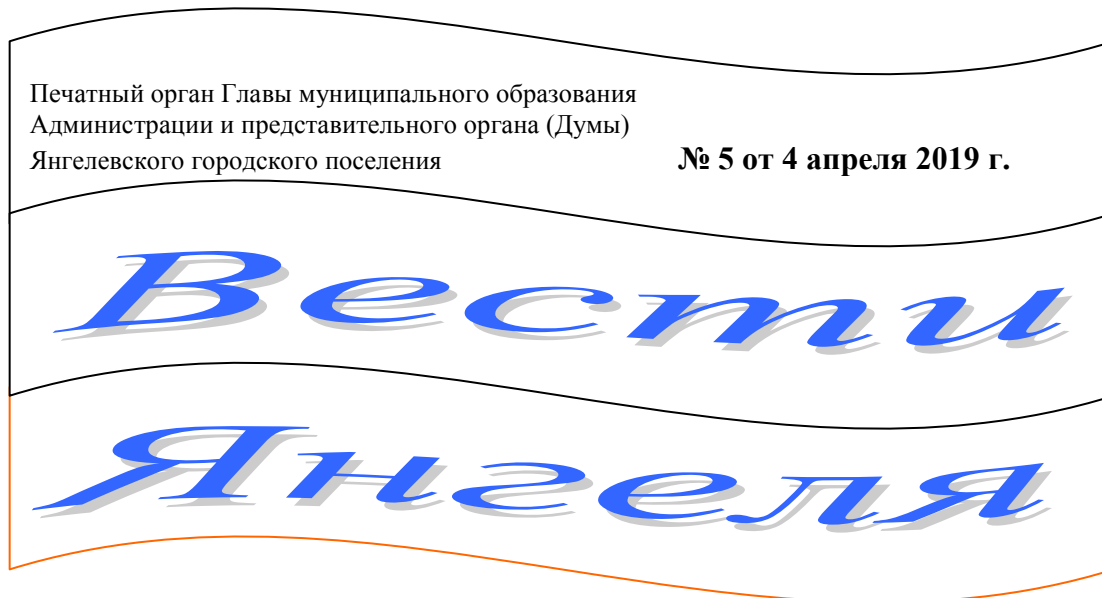 Печатный орган Главы муниципального образования
Администрации и представительного органа (Думы)
Янгелевского городского поселения № 5 от 4 апреля 2019 г.
Вести
Янгеля